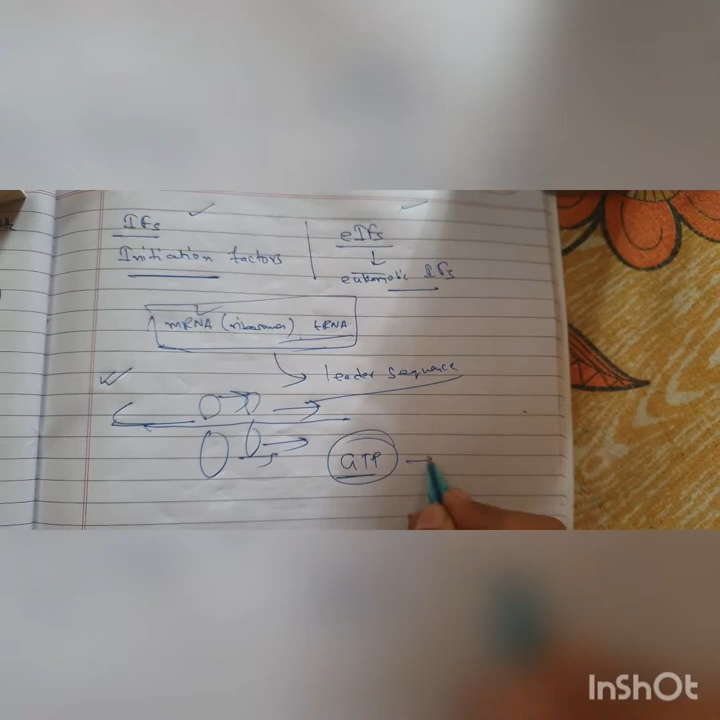 IFs
Initiation factors
eIFs
↓
eukaryotic IFs
mRNA (ribosomes) tRNA
leader sequence
GTP
InShOt